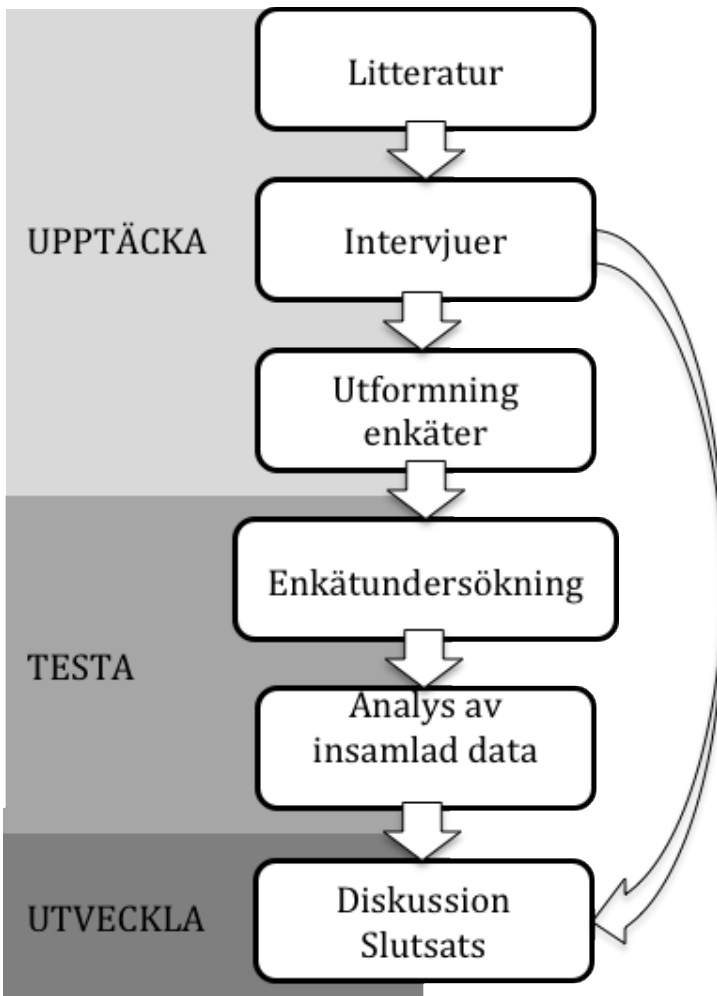 Litteratur
UPPTÄCKA
Intervjuer
Utformning
enkäter
Enkätundersökning
TESTA
Analys av
insamlad data
UTVECKLA
Diskussion
Slutsats